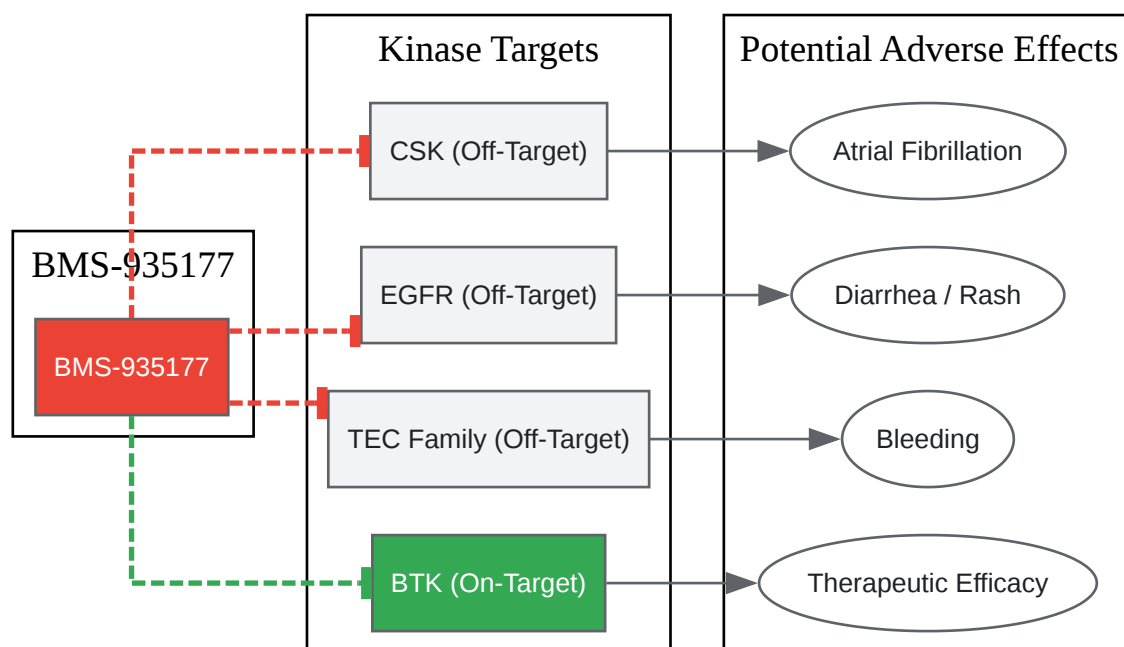 Kinase Targets
Potential Adverse Effects
CSK (Off-Target)
Atrial Fibrillation
BMS-935177
EGFR (Off-Target)
Diarrhea / Rash
BMS-935177
TEC Family (Off-Target)
Bleeding
BTK (On-Target)
Therapeutic Efficacy